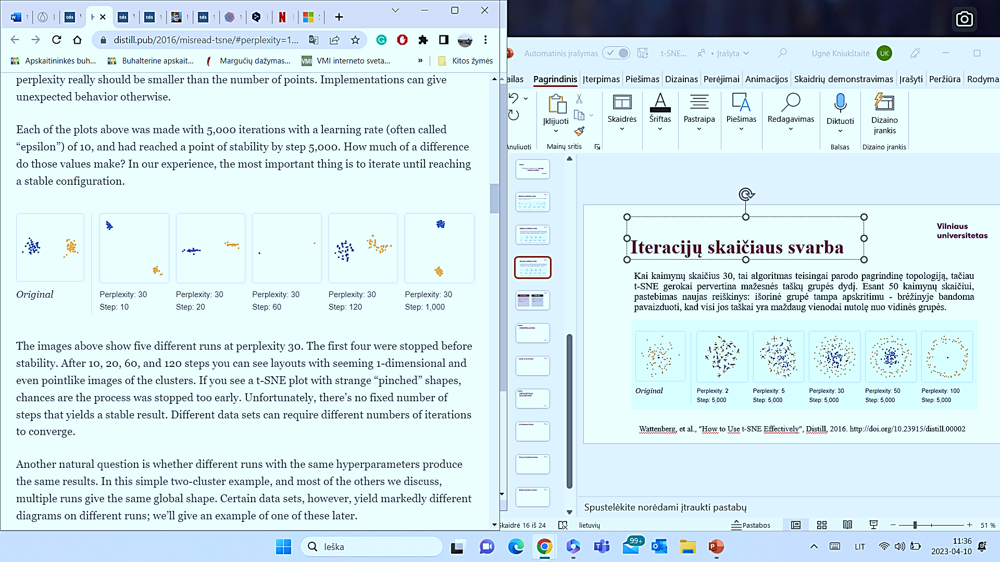 distill.pub/2016/misread-tsne/#perplexity=1...
Apskaitininkės buh...
Buhalterine apskait...
Margučių dažymas...
VMI interneto sveta...
»
Kitos žymės
perplexity really should be smaller than the number of points. Implementations can give
unexpected behavior otherwise.
Each of the plots above was made with 5,000 iterations with a learning rate (often called
“epsilon”) of 10, and had reached a point of stability by step 5,000. How much of a difference
do those values make? In our experience, the most important thing is to iterate until reaching
a stable configuration.
Original
Perplexity: 30
Step: 10
Perplexity: 30
Step: 20
Perplexity: 30
Step: 60
Perplexity: 30
Step: 120
Perplexity: 30
Step: 1,000
The images above show five different runs at perplexity 30. The first four were stopped before
stability. After 10, 20, 60, and 120 steps you can see layouts with seeming 1-dimensional and
even pointlike images of the clusters. If you see a t-SNE plot with strange “pinched” shapes,
chances are the process was stopped too early. Unfortunately, there’s no fixed number of
steps that yields a stable result. Different data sets can require different numbers of iterations
to converge.
Another natural question is whether different runs with the same hyperparameters produce
the same results. In this simple two-cluster example, and most of the others we discuss,
multiple runs give the same global shape. Certain data sets, however, yield markedly different
diagrams on different runs; we’ll give an example of one of these later.
Automatinis įrašymas
t-SNE...
• Įrašyta
Ugnė Kniukštaitė
UK
ailas Pagrindinis Įterpimas Piešimas Dizainas Perėjimai Animacijos Skaidrių demonstravimas Įrašyti Peržiūra Rodymas
Įklijuoti
Skaidrės
Šriftas
Pastraipa
Piešimas
Redagavimas
Diktuoti
Dizaino
įrankis
Anuliuoti
Mainų sritis
Balsas
Dizaino įrankis
Vilniaus
universitetas
Iteracijų skaičiaus svarba
Kai kaimynų skaičius 30, tai algoritmas teisingai parodo pagrindinę topologiją, tačiau
t-SNE gerokai pervertina mažesnės taškų grupės dydį. Esant 50 kaimynų skaičiui,
pastebimas naujas reiškinys: išorinė grupė tampa apskritimu - brėžinyje bandoma
pavaizduoti, kad visi jos taškai yra maždaug vienodai nutolę nuo vidinės grupės.
Original
Perplexity: 2
Step: 5,000
Perplexity: 5
Step: 5,000
Perplexity: 30
Step: 5,000
Perplexity: 50
Step: 5,000
Perplexity: 100
Step: 5,000
Wattenberg, et al., "How to Use t-SNE Effectively", Distill, 2016. http://doi.org/10.23915/distill.00002
Spustelėkite norėdami įtraukti pastabų
Skaidrė 16 iš 24
lietuvių
Pastabos
51 %
Ieška
99+
LIT
11:36
2023-04-10